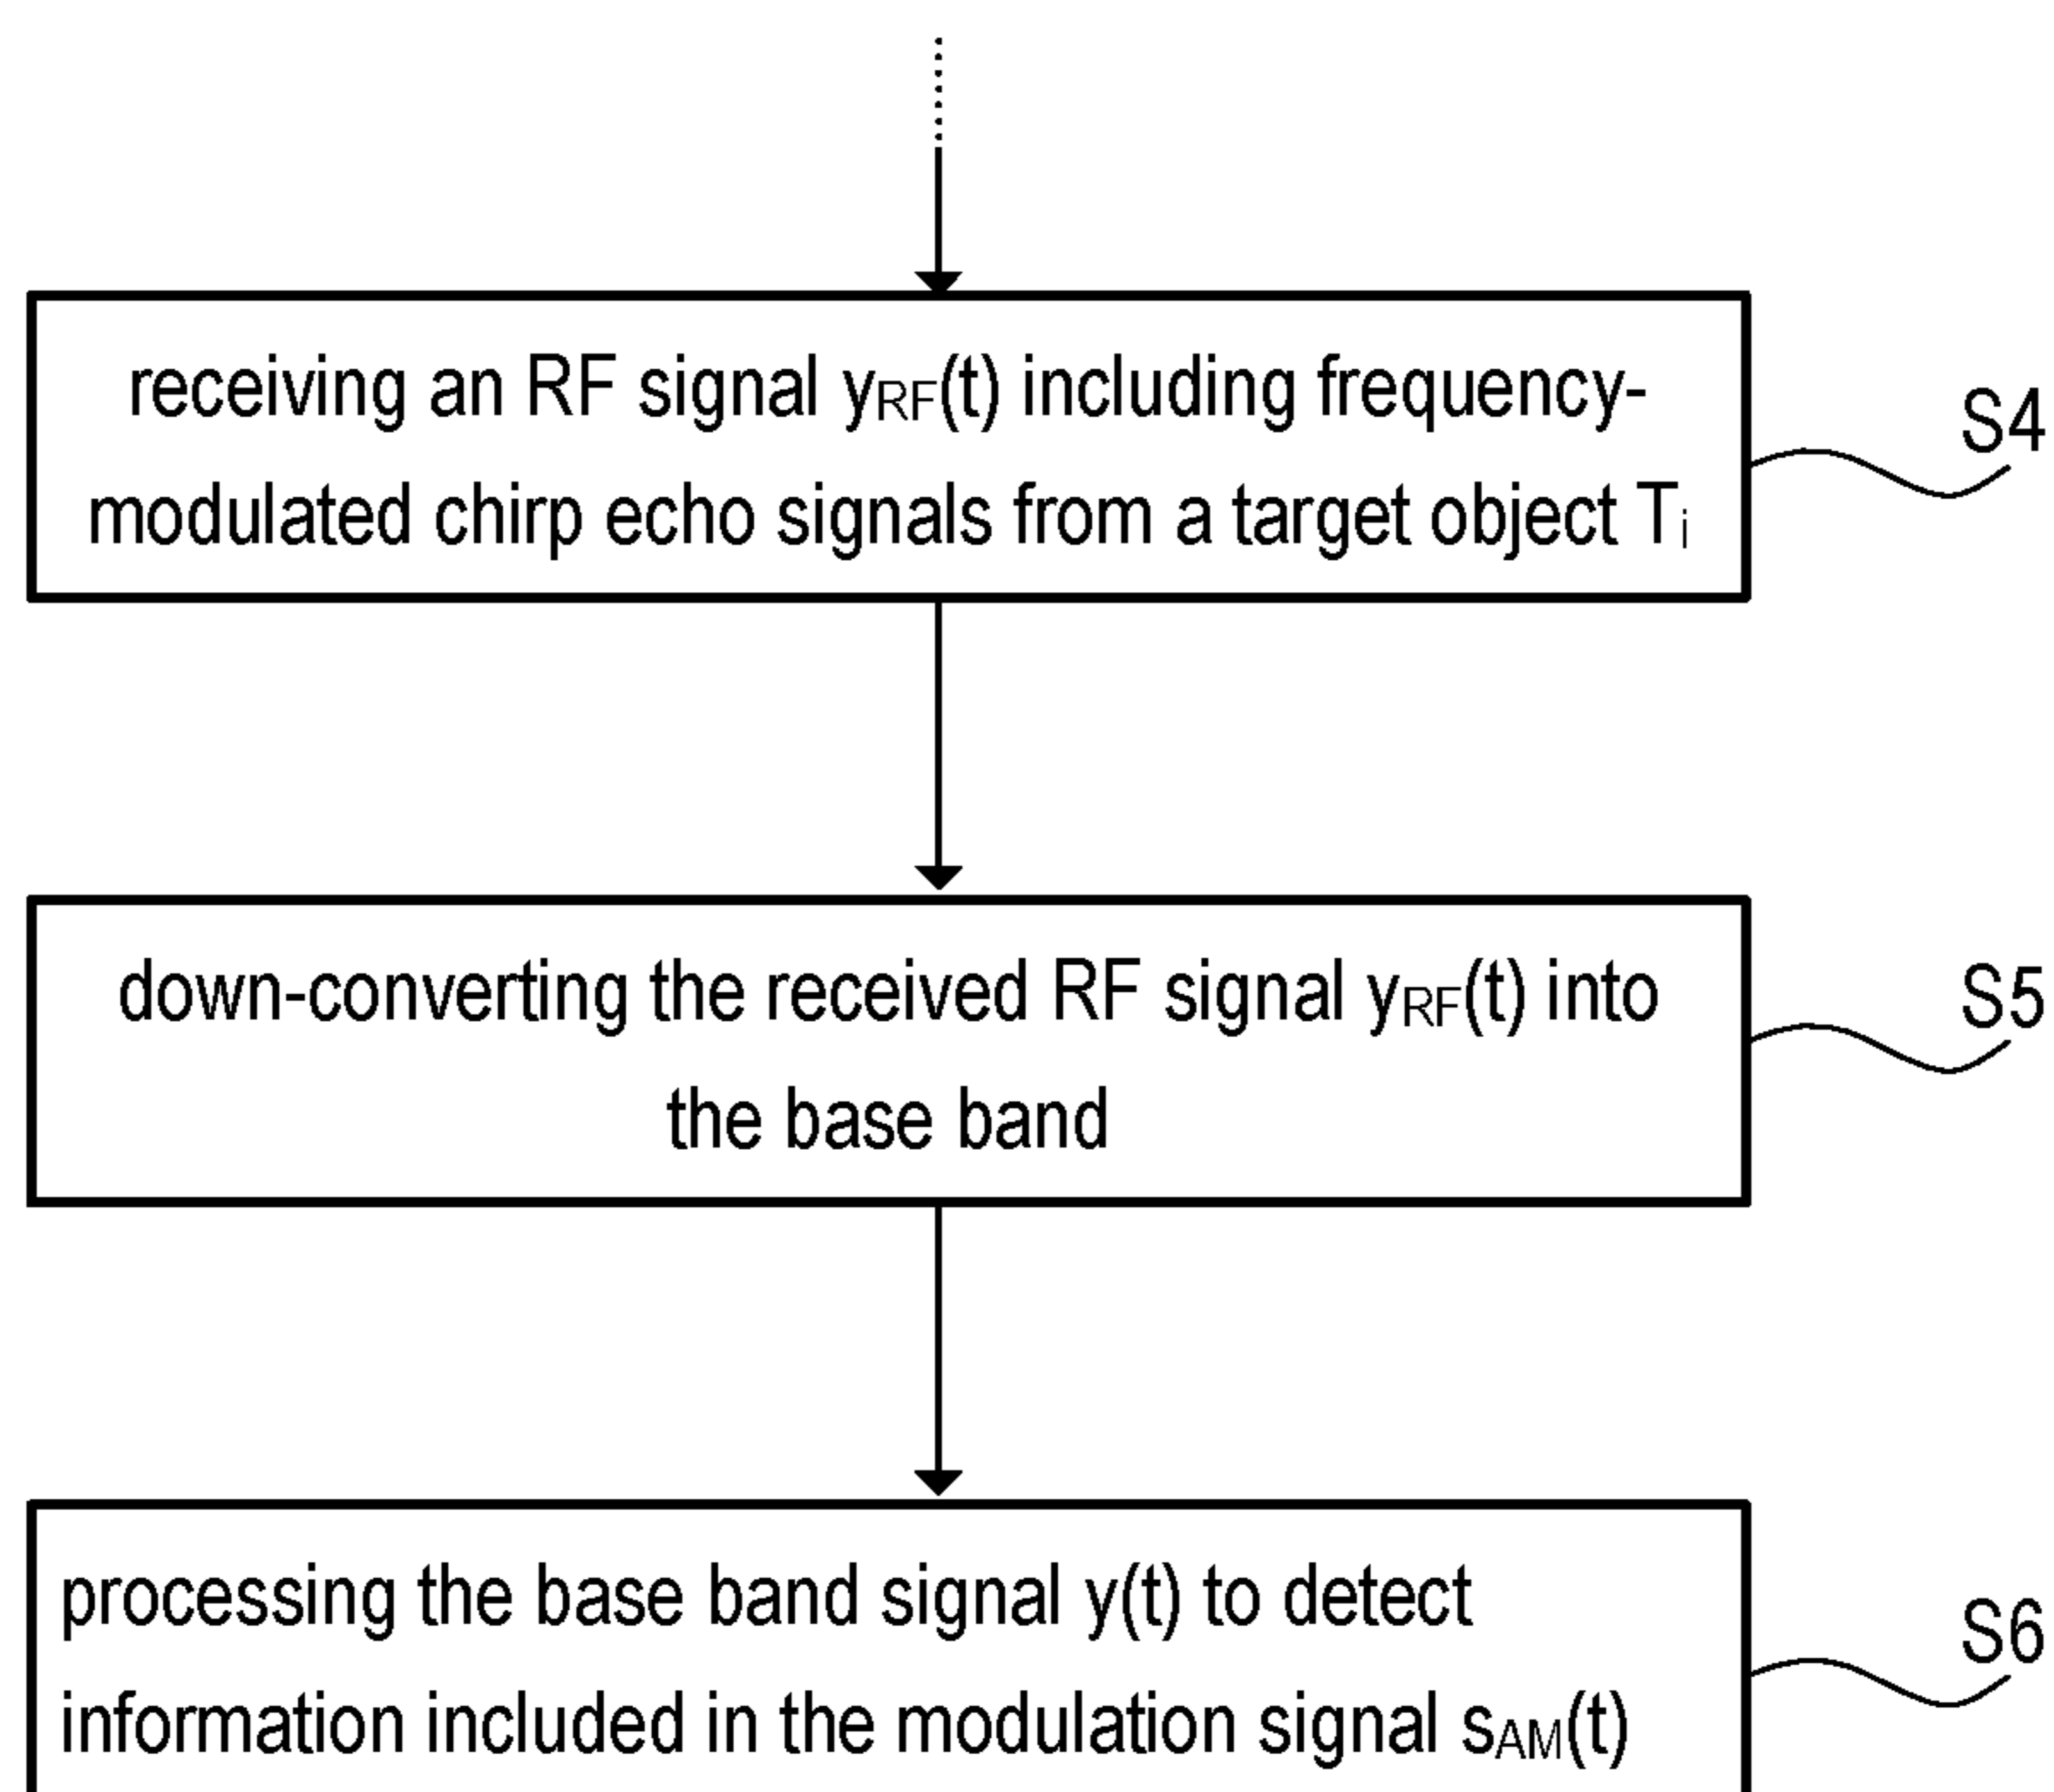 receiving an RF signal yRF(t) including frequency-
modulated chirp echo signals from a target object Ti
S4
down-converting the received RF signal yRF(t) into
the base band
S5
processing the base band signal y(t) to detect
information included in the modulation signal sAM(t)
S6